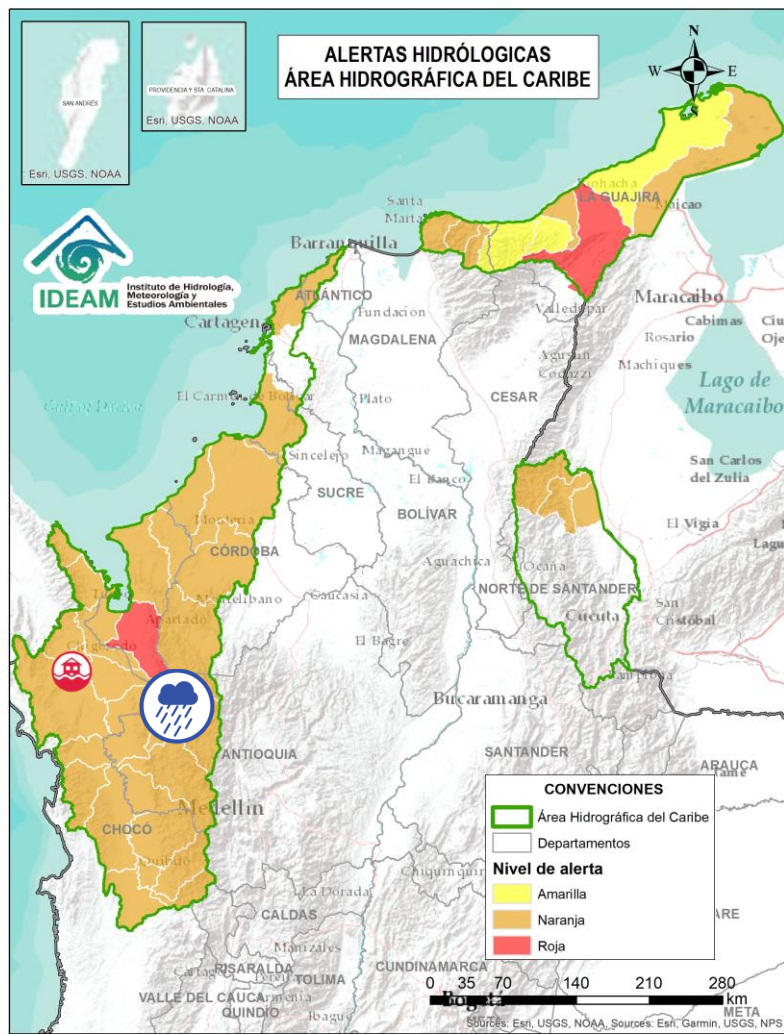 ALERTAS HIDRÓLOGICAS
ÁREA HIDROGRÁFICA DEL CARIBE
N
W E
S
SAN ANDRÉS
PROVIDENCIA Y STA. CATALINA
Esri, USGS, NOAA
Esri, USGS, NOAA
IDEAM
Instituto de Hidrología,
Meteorología y
Estudios Ambientales
Santa
Marta
LA GUAJIRA
Maicao
Barranquilla
ATLÁNTICO
Maracaibo
Cabimas
Fundación
Valledupar
Rosario
MAGDALENA
Machiques
Agustín
Codazzi
Lago de
Maracaibo
CESAR
El Carmen de Bolívar
Plato
Sincelejo
Magangue
San Carlos
del Zulia
El Banco
SUCRE
BOLÍVAR
Montería
El Vigía
CÓRDOBA
Aguachica
Ocaña
NORTE DE SANTANDER
Caucasia
Cúcuta
San
Cristóbal
Apartadó
El Bagre
Pamplona
Bucaramanga
ANTIOQUIA
SANTANDER
ARAUCA
Medellín
CHOCÓ
Quibdó
La Dorada
CALDAS
Manizales
RISARALDA
TOLIMA
CUNDINAMARCA
VALLE DEL CAUCA
Armenia
QUINDÍO
Ibagué
Bogotá
META
META
CONVENCIONES
Área Hidrográfica del Caribe
Departamentos
Nivel de alerta
Amarilla
Naranja
Roja
0 35 70 140 210 280
km
Sources: Esri, USGS, NOAA, Sources: Esri, Garmin, USGS, NPS